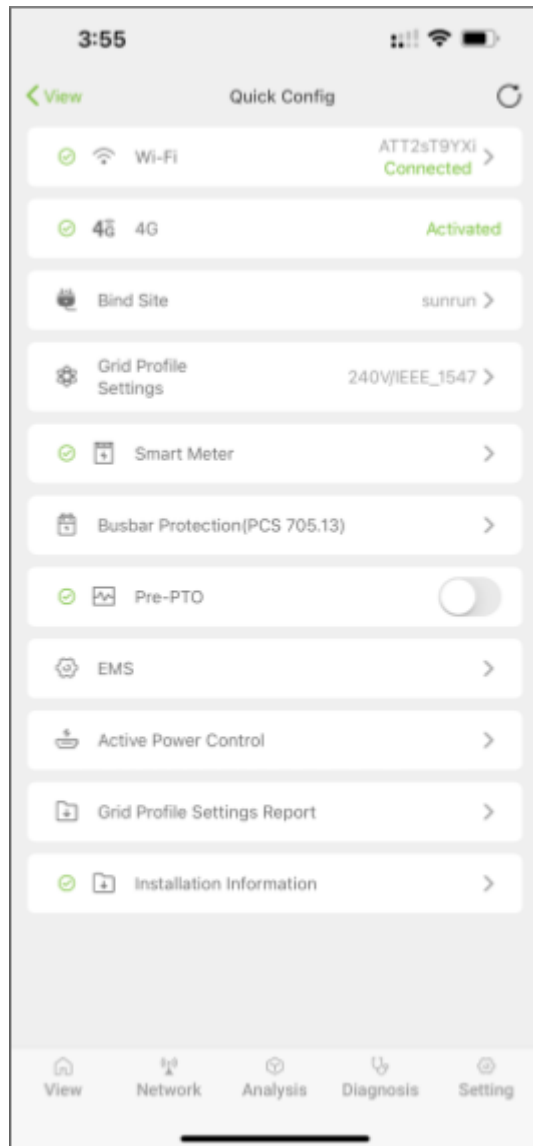 3:55
View
Quick Config
Wi-Fi
ATT2sT9YXi
Connected
4G
4G
Activated
Bind Site
sunrun
Grid Profile
Settings
240V/IEEE_1547
Smart Meter
Busbar Protection(PCS 705.13)
Pre-PTO
EMS
Active Power Control
Grid Profile Settings Report
Installation Information
View
Network
Analysis
Diagnosis
Setting